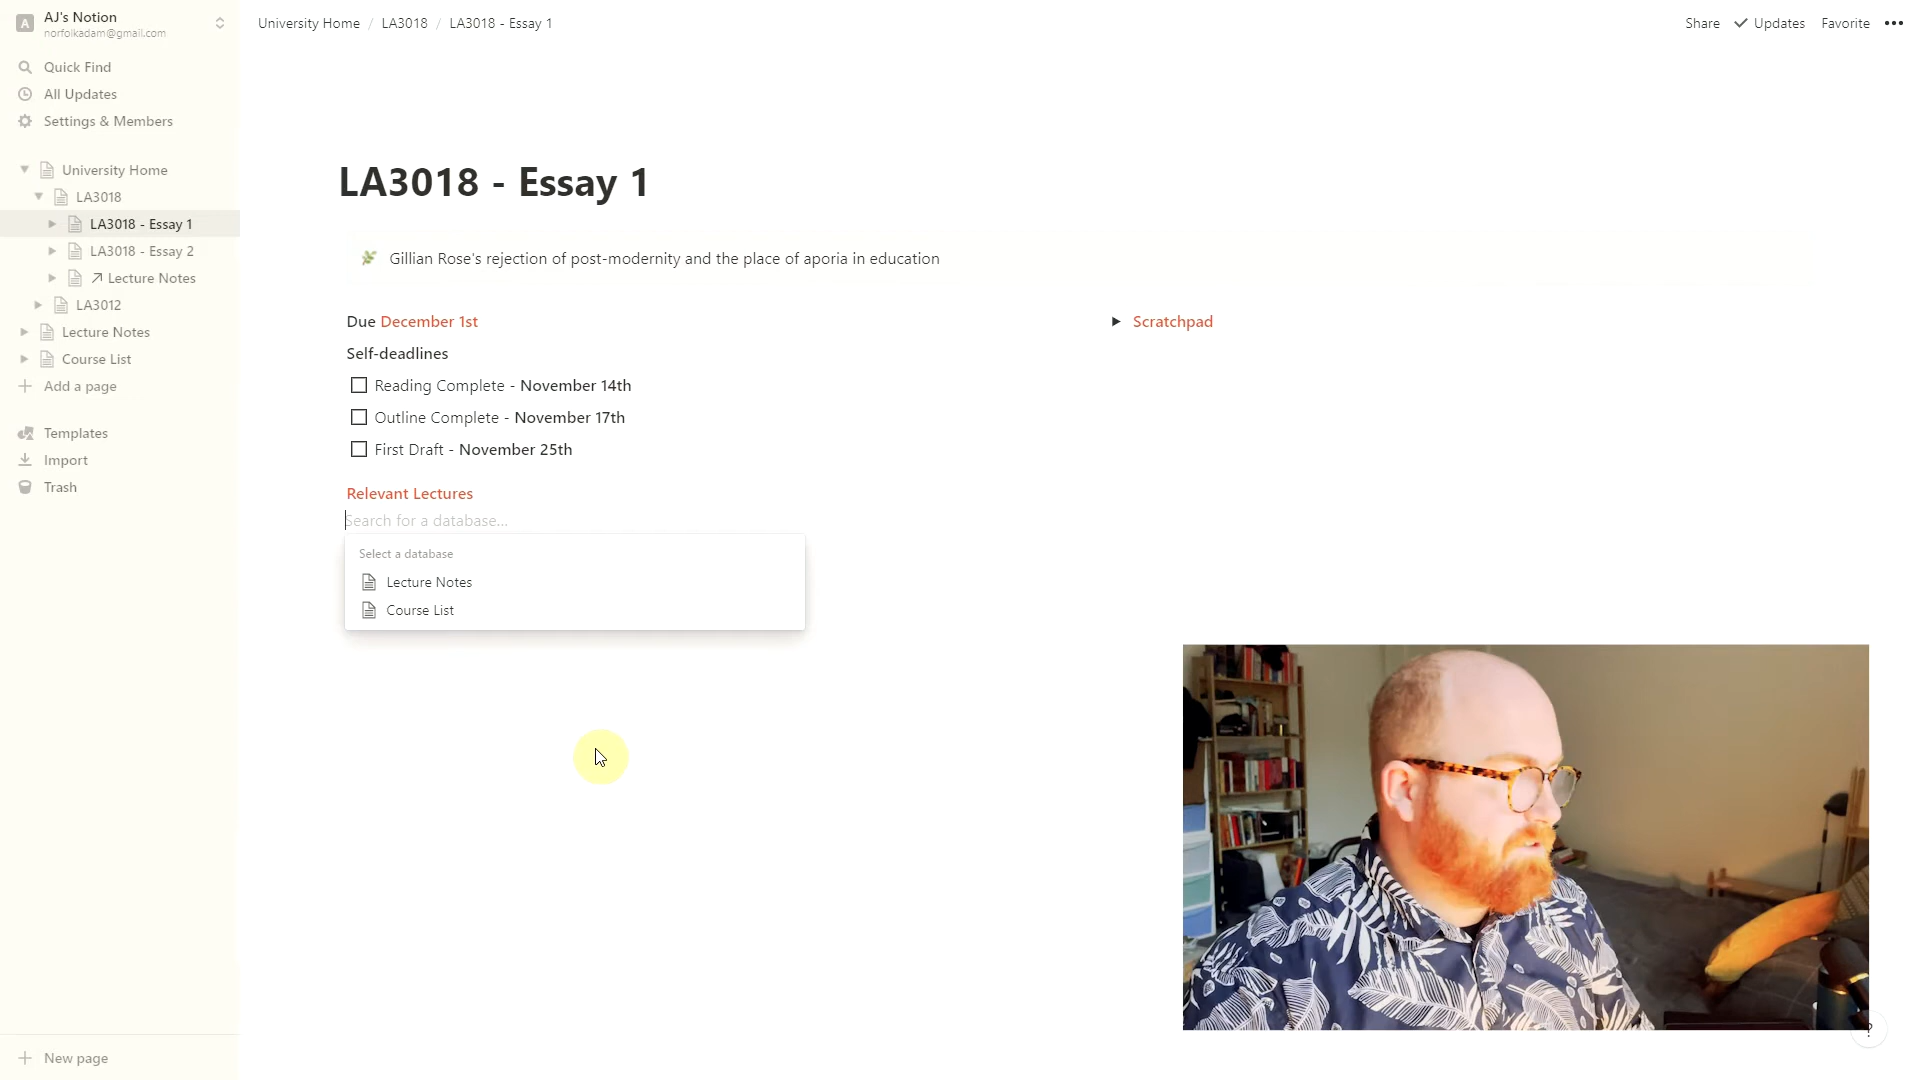 A AJ's Notion
norfolkadam@gmail.com
Quick Find
All Updates
Settings & Members
University Home
LA3018
LA3018 - Essay 1
LA3018 - Essay 2
Lecture Notes
LA3012
Lecture Notes
Course List
Add a page
Templates
Import
Trash
New page
University Home / LA3018 / LA3018 - Essay 1
Share Updates Favorite
LA3018 - Essay 1
Gillian Rose's rejection of post-modernity and the place of aporia in education
Due December 1st
Self-deadlines
Reading Complete - November 14th
Outline Complete - November 17th
First Draft - November 25th
Relevant Lectures
Search for a database...
Select a database
Lecture Notes
Course List
Scratchpad
?